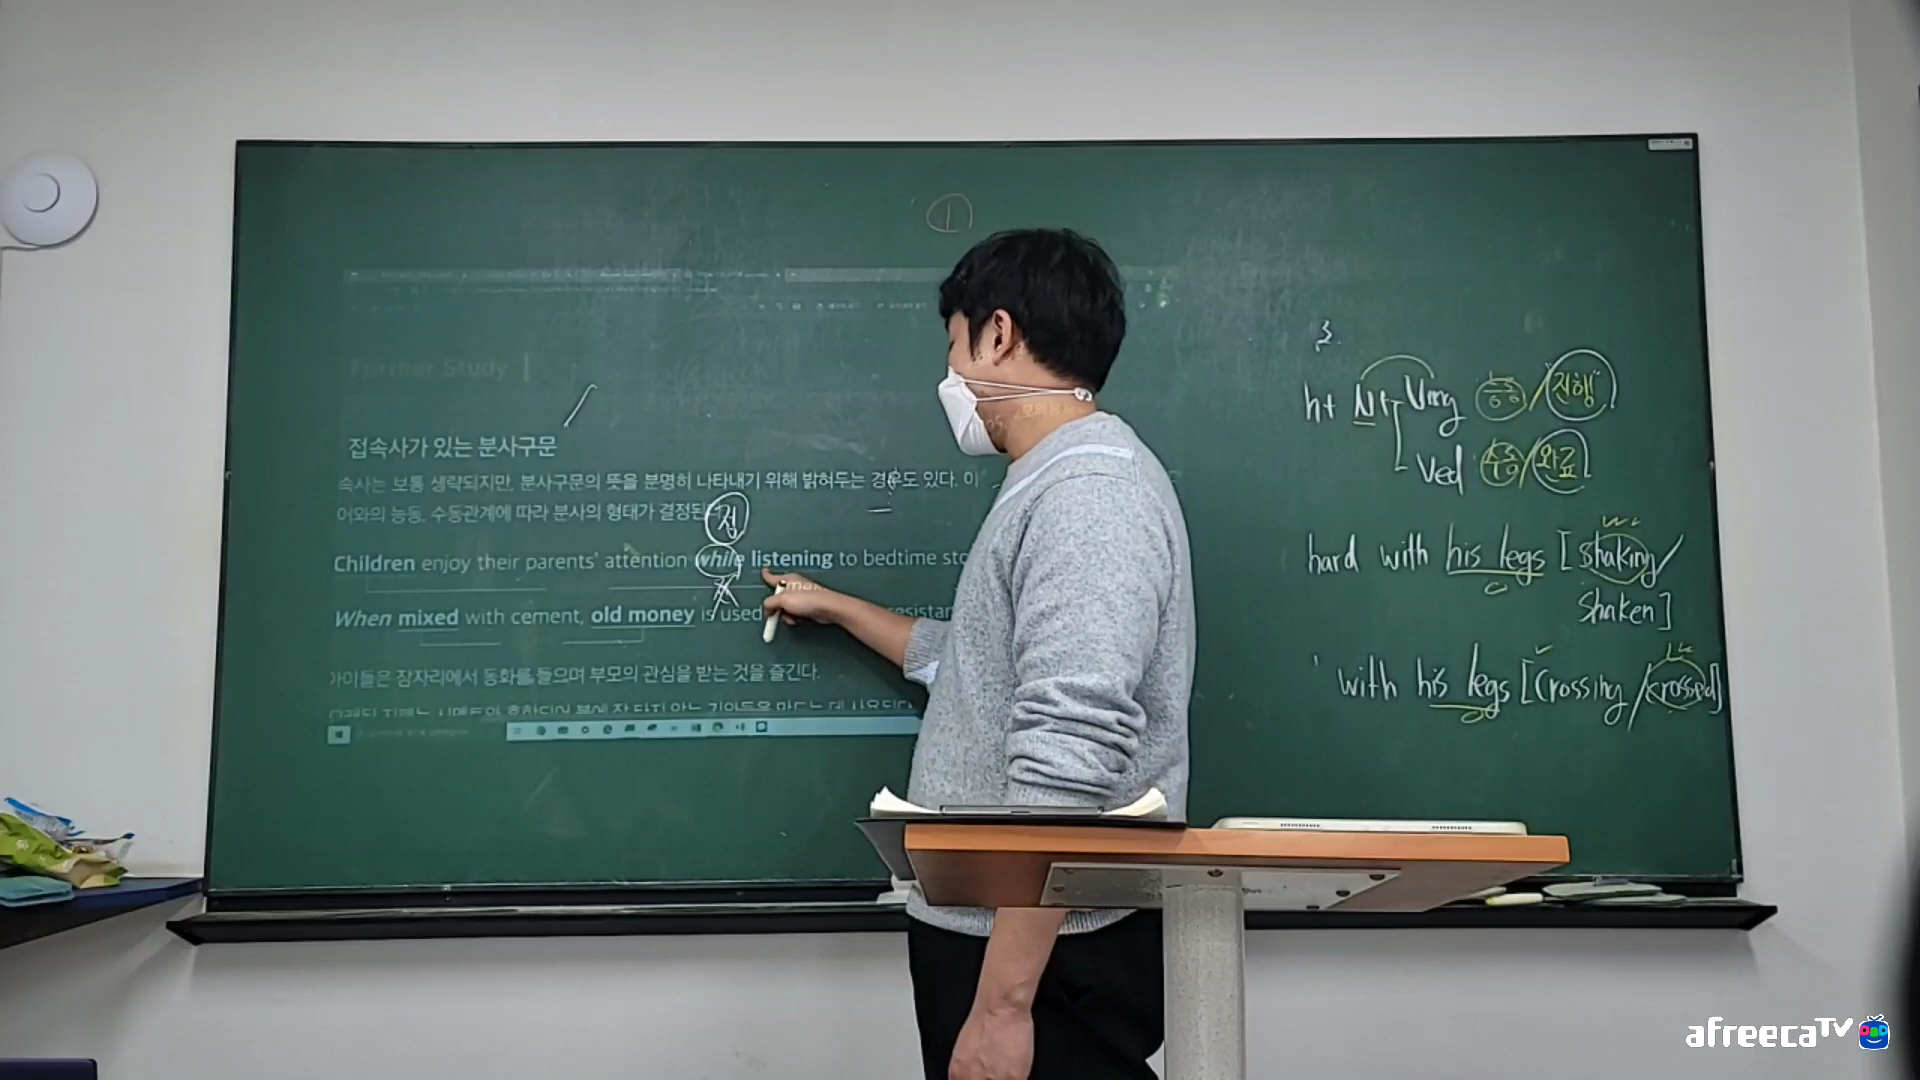 ①
Further Study
접속사가 있는 분사구문
속사는 보통 생략되지만, 분사구문의 뜻을 분명히 나타내기 위해 밝혀두는 경우도 있다. 이
어와의 능동, 수동관계에 따라 분사의 형태가 결정된
접
Children enjoy their parents' attention while listening to bedtime sto
When mixed with cement, old money is used resistan
아이들은 잠자리에서 동화를 들으며 부모의 관심을 받는 것을 즐긴다.
3.
N + Ving 능동/"진행"
Ved 수동/완료
hard with his legs [shaking/
shaken]
with his legs [crossing/crossed]
afreecaTV